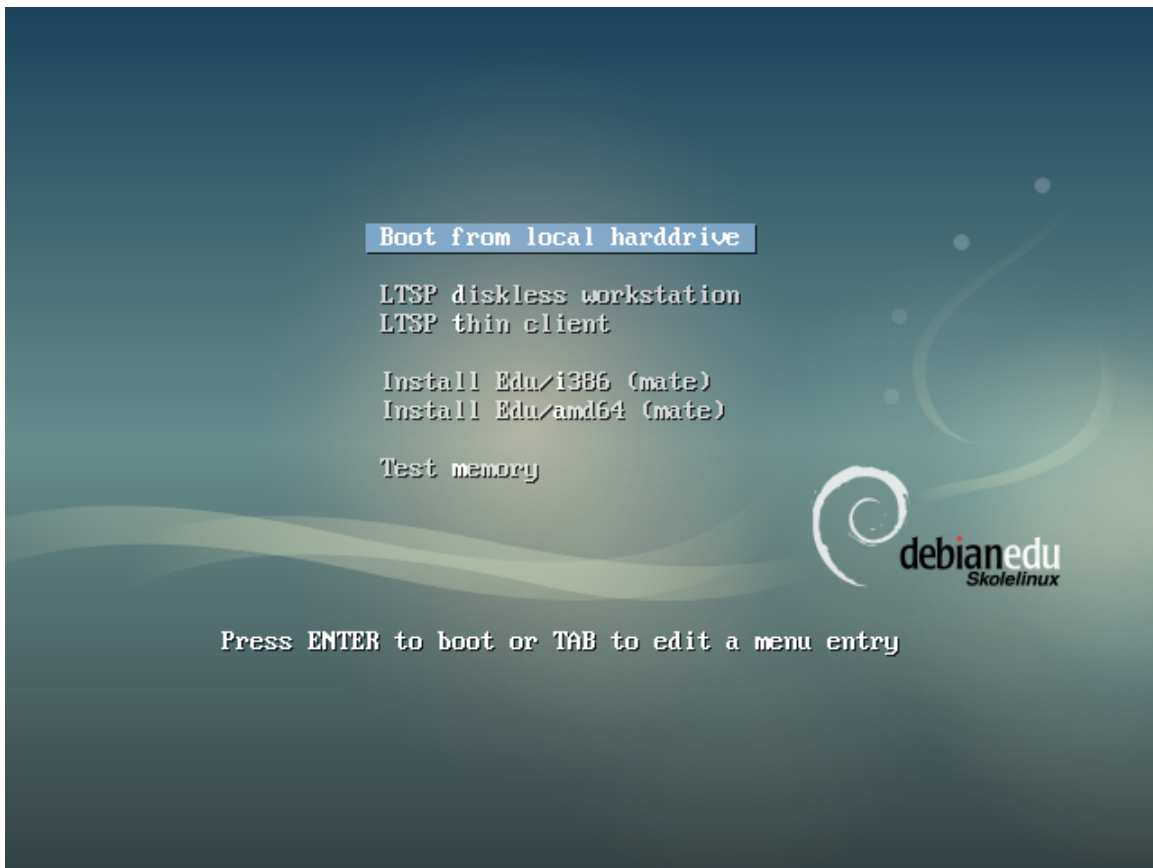 Boot from local harddrive
LTSP diskless workstation
LTSP thin client
Install Edu/i386 (mate)
Install Edu/amd64 (mate)
Test memory
debianedu
Skolelinux
Press ENTER to boot or TAB to edit a menu entry